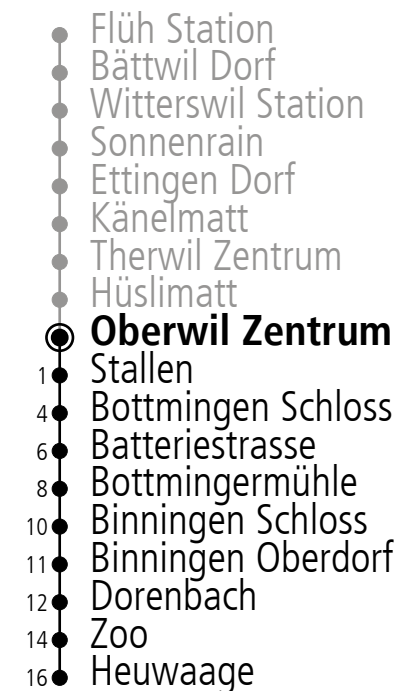 Flüh Station
Bättwil Dorf
Witterswil Station
Sonnenrain
Ettingen Dorf
Känelmatt
Therwil Zentrum
Hüslimatt
Oberwil Zentrum
1 Stallen
4 Bottmingen Schloss
6 Batteriestrasse
8 Bottmingermühle
10 Binningen Schloss
11 Binningen Oberdorf
12 Dorenbach
14 Zoo
16 Heuwaage